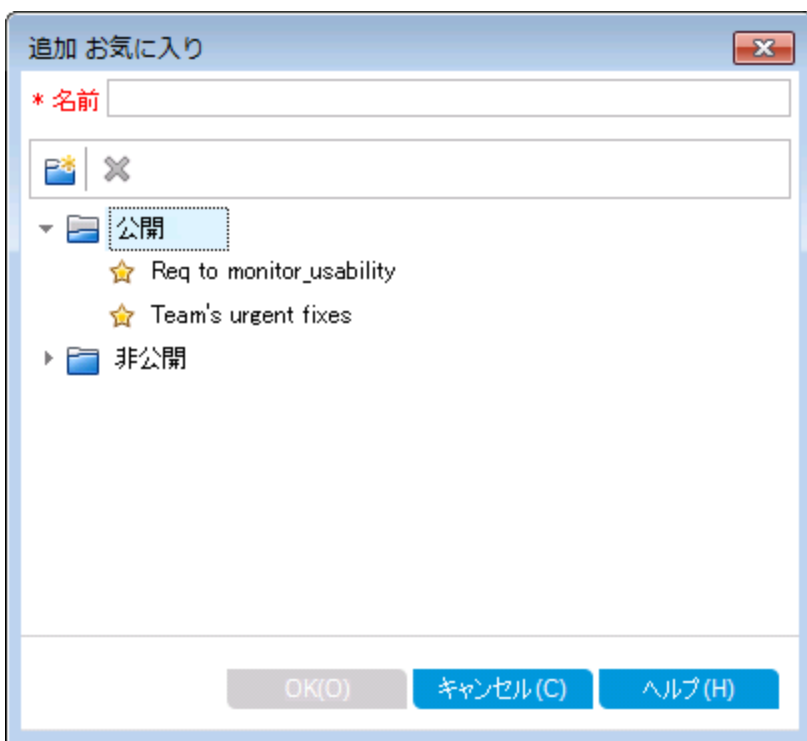 追加 お気に入り
* 名前
公開
Req to monitor_usability
Team's urgent fixes
非公開
OK(O) キャンセル(C) ヘルプ(H)